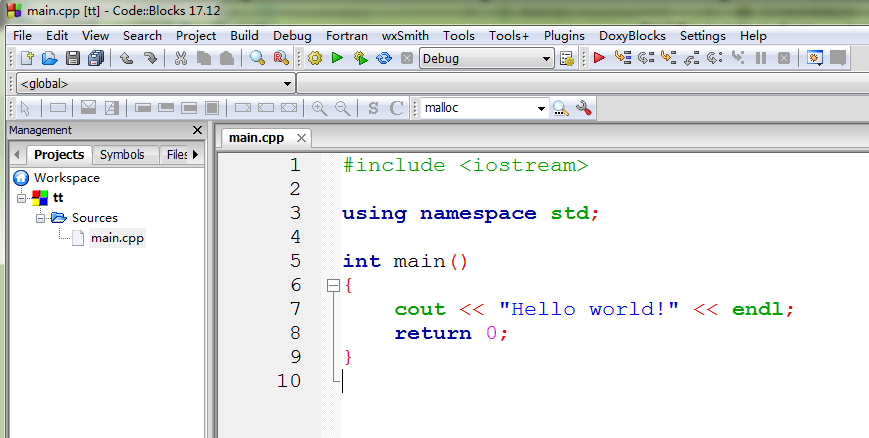 main.cpp [tt] - Code::Blocks 17.12
File Edit View Search Project Build Debug Fortran wxSmith Tools Tools+ Plugins DoxyBlocks Settings Help
Debug
<global>
S C malloc
Management
main.cpp
Projects Symbols Files
Workspace
tt
Sources
main.cpp
1 #include <iostream>
2
3 using namespace std;
4
5 int main()
6 {
7 cout << "Hello world!" << endl;
8 return 0;
9 }
10